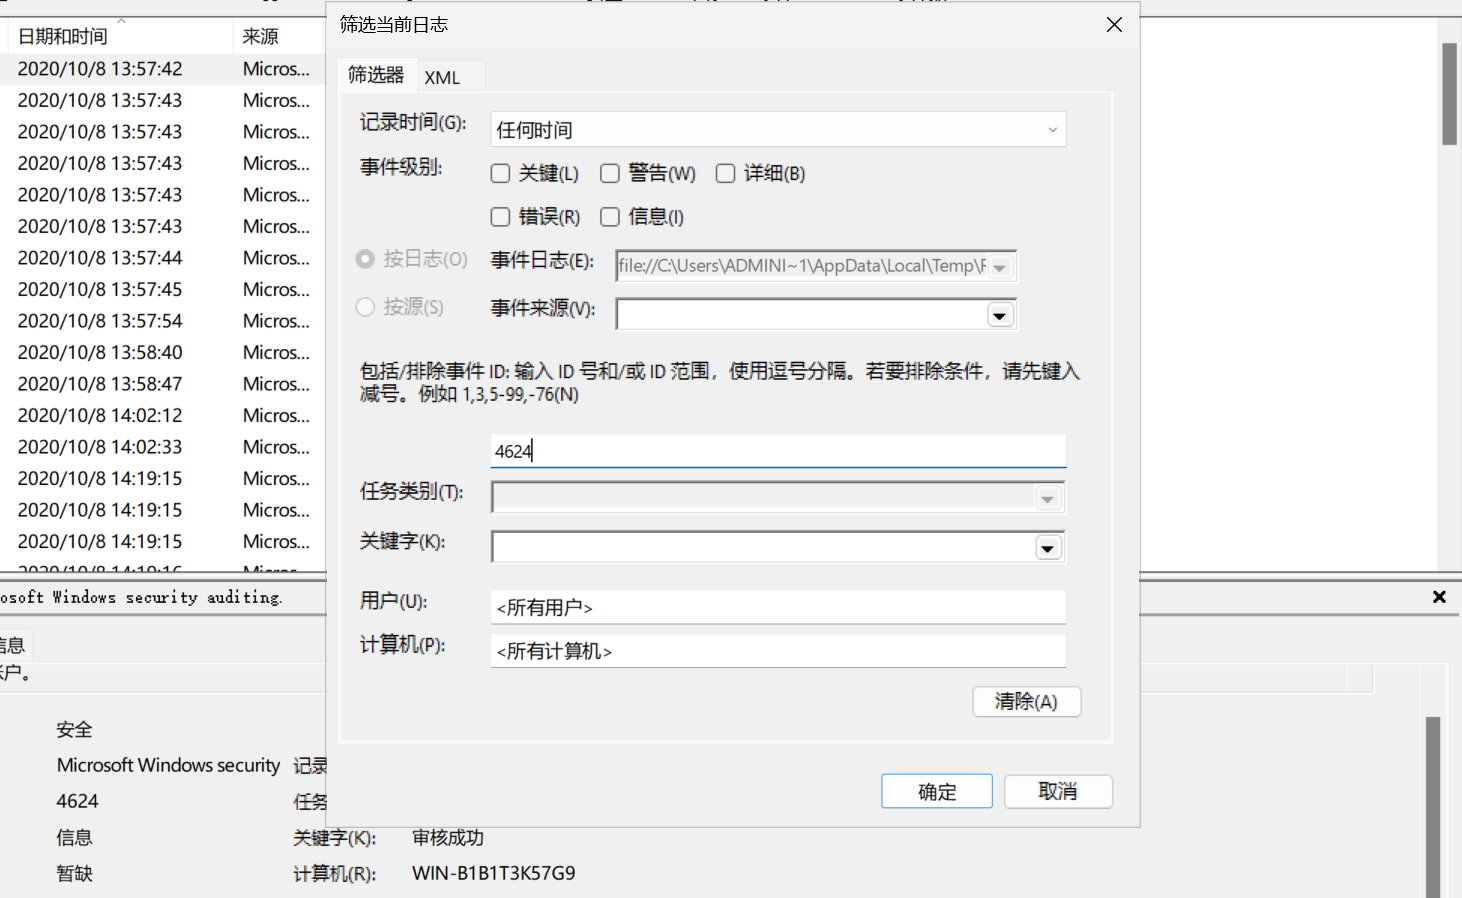 筛选当前日志
日期和时间 来源
2020/10/8 13:57:42 Micros...
2020/10/8 13:57:43 Micros...
2020/10/8 13:57:43 Micros...
2020/10/8 13:57:43 Micros...
2020/10/8 13:57:43 Micros...
2020/10/8 13:57:43 Micros...
2020/10/8 13:57:44 Micros...
2020/10/8 13:57:45 Micros...
2020/10/8 13:57:54 Micros...
2020/10/8 13:58:40 Micros...
2020/10/8 13:58:47 Micros...
2020/10/8 14:02:12 Micros...
2020/10/8 14:02:33 Micros...
2020/10/8 14:19:15 Micros...
2020/10/8 14:19:15 Micros...
2020/10/8 14:19:15 Micros...
2020/10/8 14:19:16 Micros...
筛选器 XML
记录时间(G): 任何时间
事件级别: 关键(L) 警告(W) 详细(B)
错误(R) 信息(I)
按日志(O) 事件日志(E): file://C:\Users\ADMINI~1\AppData\Local\Temp\
按源(S) 事件来源(V):
包括/排除事件 ID: 输入 ID 号和/或 ID 范围，使用逗号分隔。若要排除条件，请先键入
减号。例如 1,3,5-99,-76(N)
4624
任务类别(T):
关键字(K):
用户(U): <所有用户>
计算机(P): <所有计算机>
清除(A)
确定 取消
osoft Windows security auditing.
信息
帐户。
安全
Microsoft Windows security 记录
4624 任务
信息 关键字(K): 审核成功
暂缺 计算机(R): WIN-B1B1T3K57G9